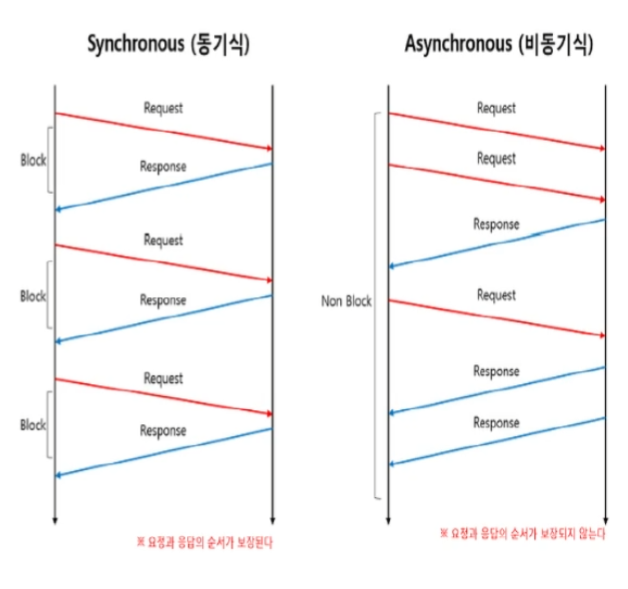 Synchronous (동기식)
Request
Block
Response
Request
Block
Response
Request
Block
Response
※ 요청과 응답의 순서가 보장된다
Asynchronous (비동기식)
Request
Request
Response
Non Block
Request
Response
Response
※ 요청과 응답의 순서가 보장되지 않는다